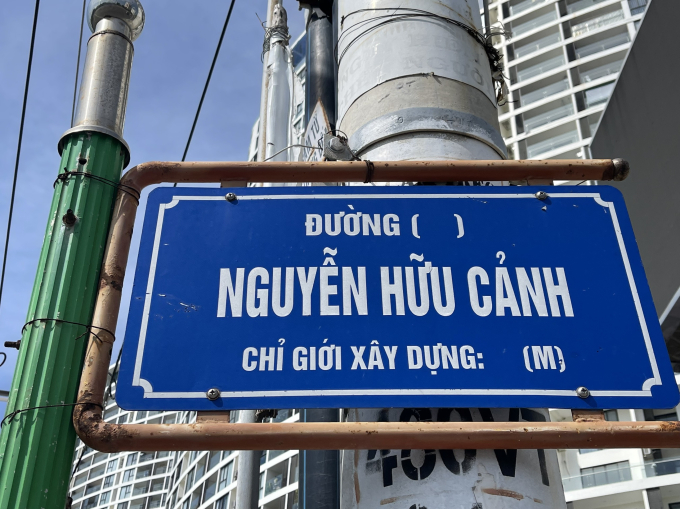 ĐƯỜNG ( )
NGUYỄN HỮU CẢNH
CHỈ GIỚI XÂY DỰNG: (M)